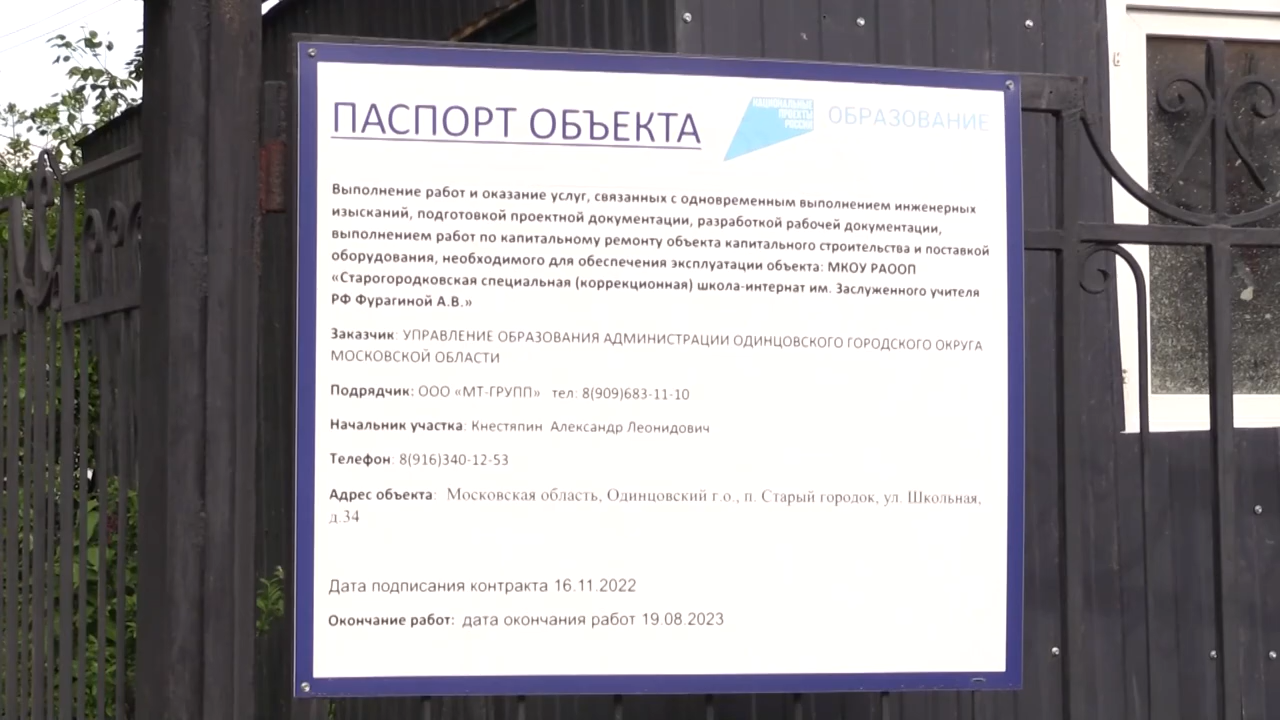 ПАСПОРТ ОБЪЕКТА
НАЦИОНАЛЬНЫЕ
ПРОЕКТЫ
РОССИИ
ОБРАЗОВАНИЕ
Выполнение работ и оказание услуг, связанных с одновременным выполнением инженерных
изысканий, подготовкой проектной документации, разработкой рабочей документации,
выполнением работ по капитальному ремонту объекта капитального строительства и поставкой
оборудования, необходимого для обеспечения эксплуатации объекта: МКОУ РАООП
«Старогородковская специальная (коррекционная) школа-интернат им. Заслуженного учителя
РФ Фурагиной А.В.»
Заказчик: УПРАВЛЕНИЕ ОБРАЗОВАНИЯ АДМИНИСТРАЦИИ ОДИНЦОВСКОГО ГОРОДСКОГО ОКРУГА
МОСКОВСКОЙ ОБЛАСТИ
Подрядчик: ООО «МТ-ГРУПП» тел: 8(909)683-11-10
Начальник участка: Кнестяпин Александр Леонидович
Телефон: 8(916)340-12-53
Адрес объекта: Московская область, Одинцовский г.о., п. Старый городок, ул. Школьная,
д.34
Дата подписания контракта 16.11.2022
Окончание работ: дата окончания работ 19.08.2023